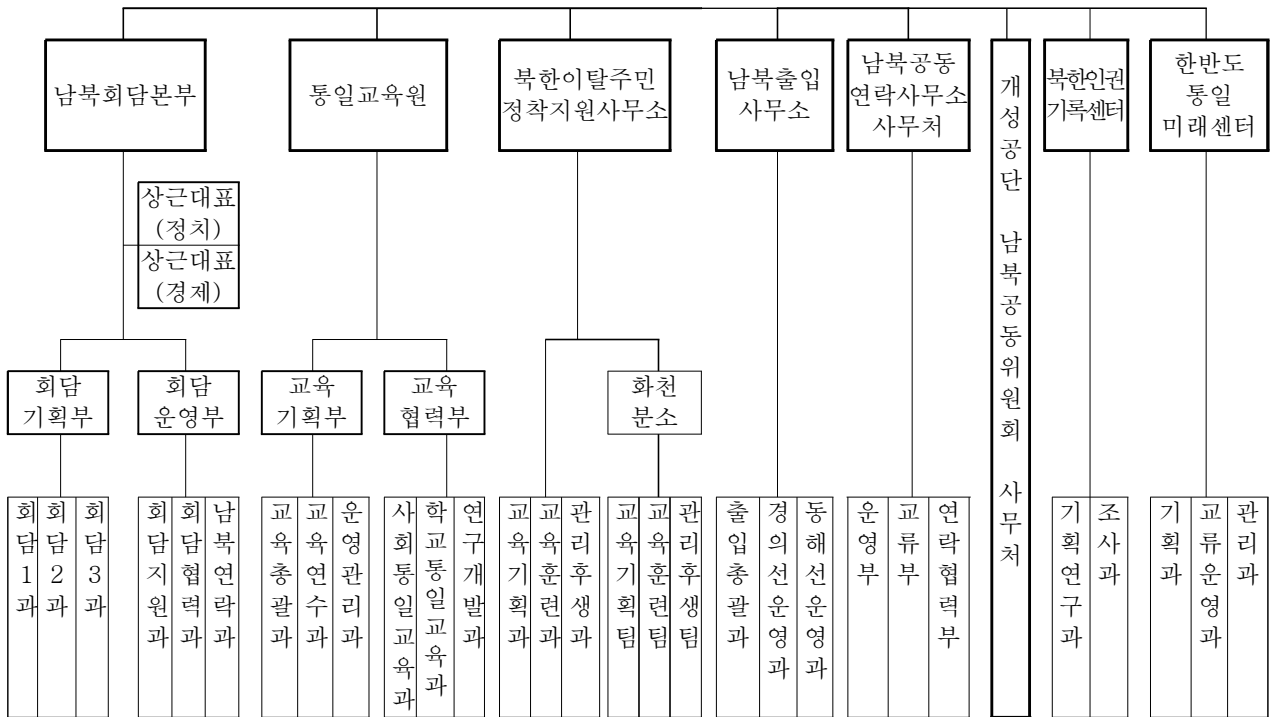 남북회담본부
통일교육원
북한이탈주민
정착지원사무소
남북출입
사무소
남북공동
연락사무소
사무처
개성공단 남북공동위원회 사무처
북한인권
기록센터
한반도
통일
미래센터
상근대표
(정치)
상근대표
(경제)
회담
기획부
회담
운영부
교육
기획부
교육
협력부
화천
분소
회담1과
회담2과
회담3과
회담지원과
회담협력과
남북연락과
교육총괄과
교육연수과
운영관리과
사회통일교육과
학교통일교육과
연구개발과
교육기획과
교육훈련과
관리후생과
교육기획팀
교육훈련팀
관리후생팀
출입총괄과
경의선운영과
동해선운영과
운영부
교류부
연락협력부
기획연구과
조사과
기획과
교류운영과
관리과